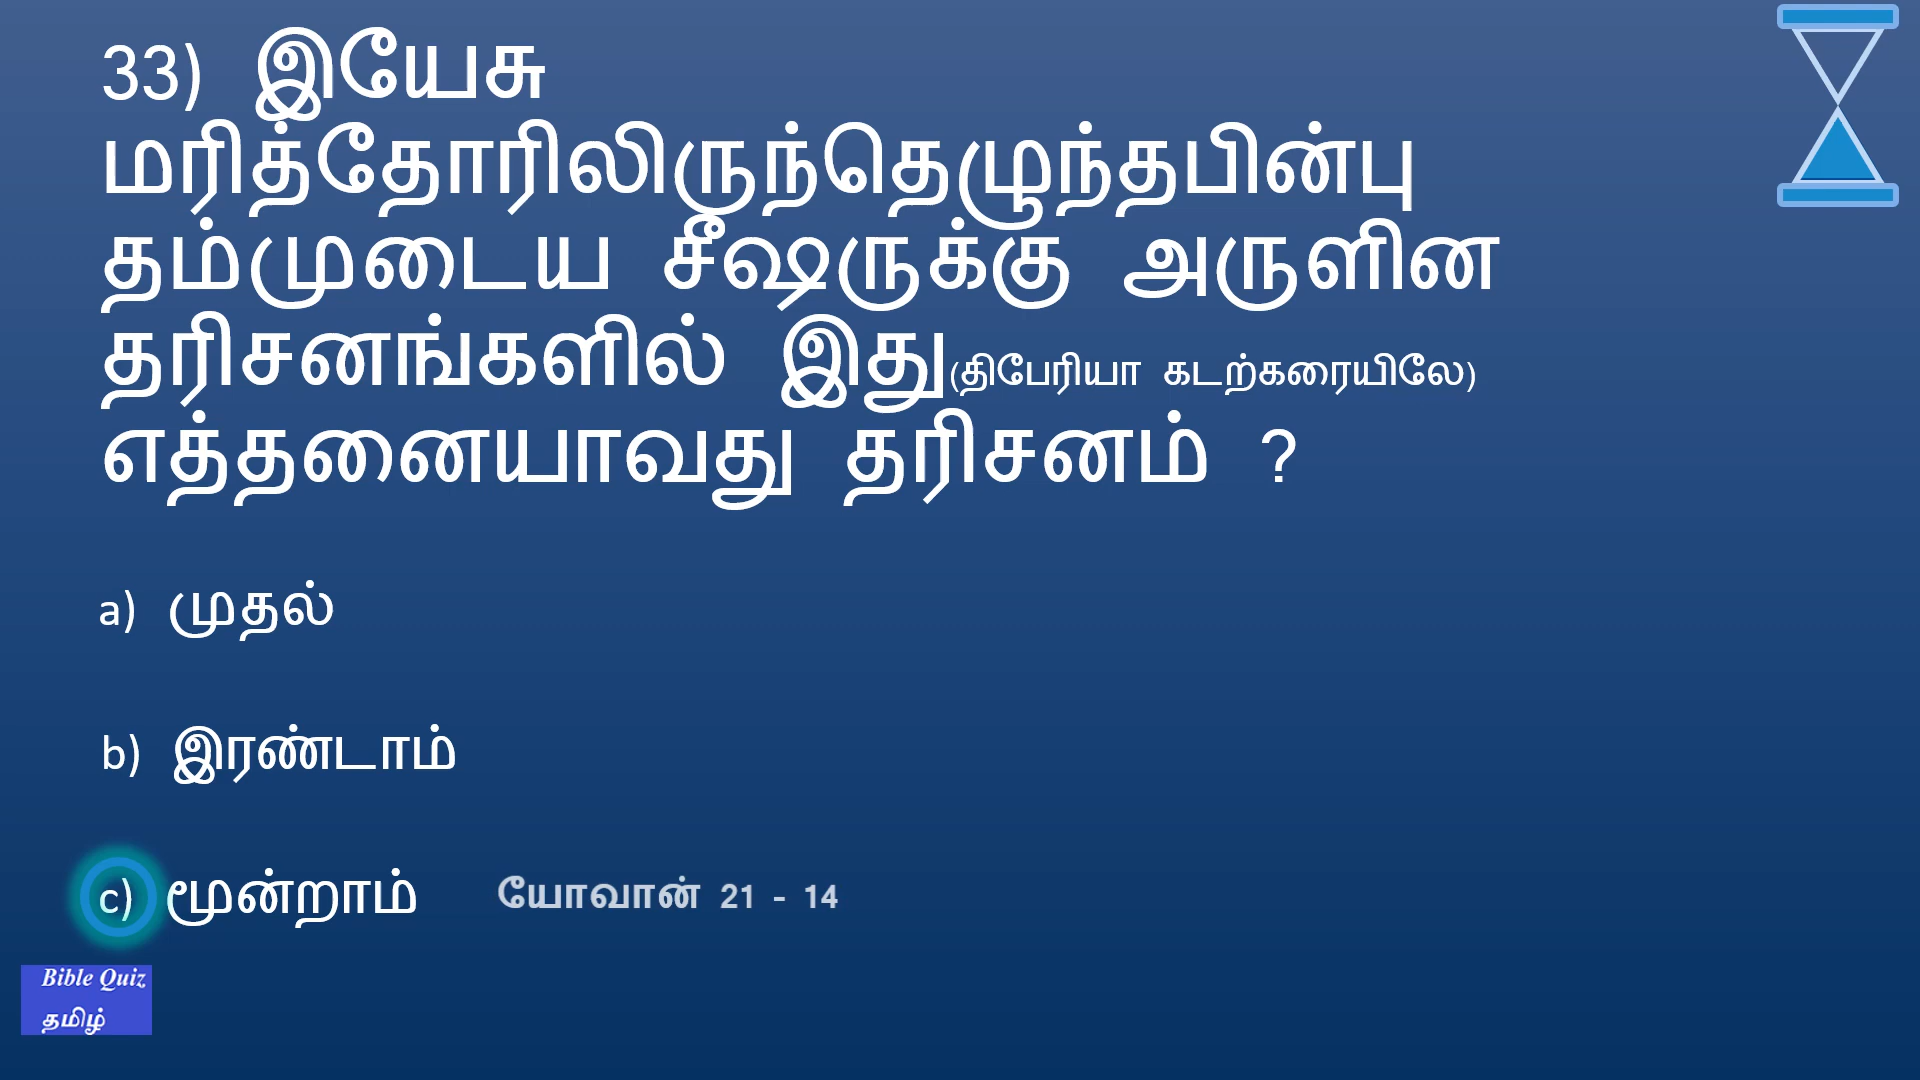 33) இயேசு
மரித்தோரிலிருந்தெழுந்தபின்பு
தம்முடைய சீஷருக்கு அருளின
தரிசனங்களில் இது(திபேரியா கடற்கரையிலே)
எத்தனையாவது தரிசனம் ?
a) முதல்
b) இரண்டாம்
c) மூன்றாம் யோவான் 21 - 14
Bible Quiz
தமிழ்